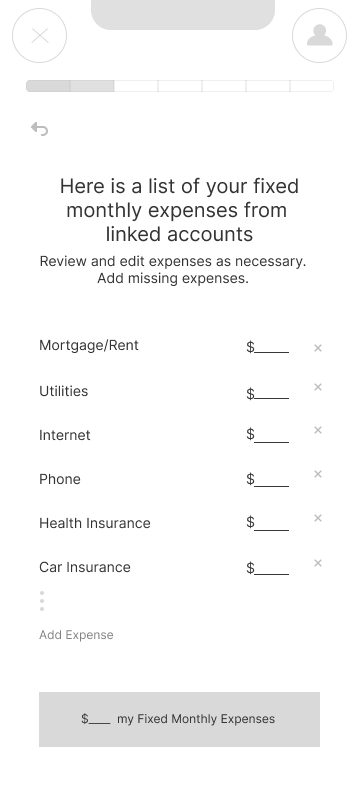 Here is a list of your fixed
monthly expenses from
linked accounts
Review and edit expenses as necessary.
Add missing expenses.
Mortgage/Rent $____ ×
Utilities $____ ×
Internet $____ ×
Phone $____ ×
Health Insurance $____ ×
Car Insurance $____ ×
Add Expense
$___ my Fixed Monthly Expenses